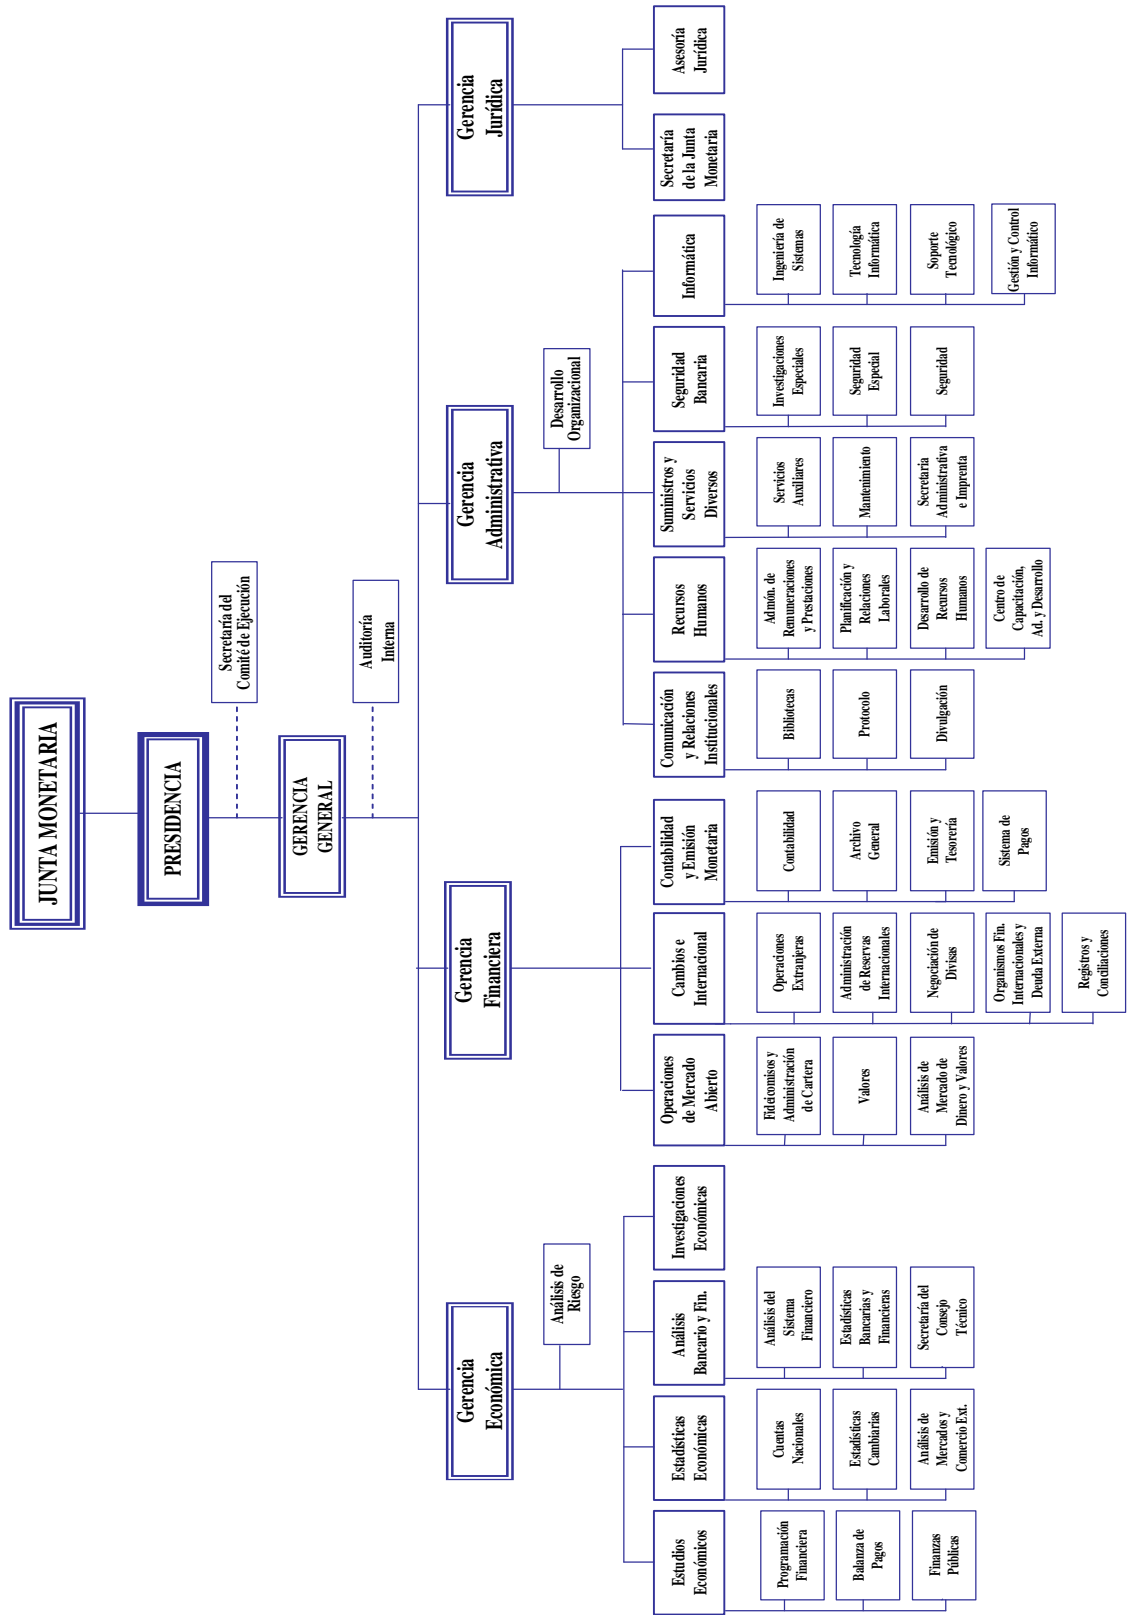 JUNTA MONETARIA
PRESIDENCIA
Secretaría del
Comité de Ejecución
GERENCIA
GENERAL
Auditoría
Interna
Gerencia
Económica
Gerencia
Financiera
Gerencia
Administrativa
Gerencia
Jurídica
Análisis de
Riesgo
Desarrollo
Organizacional
Estudios
Económicos
Estadísticas
Económicas
Análisis
Bancario y Fin.
Investigaciones
Económicas
Operaciones
de Mercado
Abierto
Cambios e
Internacional
Contabilidad
y Emisión
Monetaria
Comunicación
y Relaciones
Institucionales
Recursos
Humanos
Suministros y
Servicios
Diversos
Seguridad
Bancaria
Informática
Secretaría
de la Junta
Monetaria
Asesoría
Jurídica
Programación
Financiera
Balanza de
Pagos
Finanzas
Públicas
Cuentas
Nacionales
Estadísticas
Cambiarias
Análisis de
Mercados y
Comercio Ext.
Análisis del
Sistema
Financiero
Estadísticas
Bancarias y
Financieras
Secretaría del
Consejo
Técnico
Fideicomisos y
Administración
de Cartera
Valores
Análisis de
Mercado de
Dinero y Valores
Operaciones
Extranjeras
Administración
de Reservas
Internacionales
Negociación de
Divisas
Organismos Fin.
Internacionales y
Deuda Externa
Registros y
Conciliaciones
Contabilidad
Archivo
General
Emisión y
Tesorería
Sistema de
Pagos
Bibliotecas
Protocolo
Divulgación
Admón. de
Remuneraciones
y Prestaciones
Planificación y
Relaciones
Laborales
Desarrollo de
Recursos
Humanos
Centro de
Capacitación,
Ad. y Desarrollo
Servicios
Auxiliares
Mantenimiento
Secretaria
Administrativa
e Imprenta
Investigaciones
Especiales
Seguridad
Especial
Seguridad
Ingeniería de
Sistemas
Tecnología
Informática
Soporte
Tecnológico
Gestión y Control
Informático